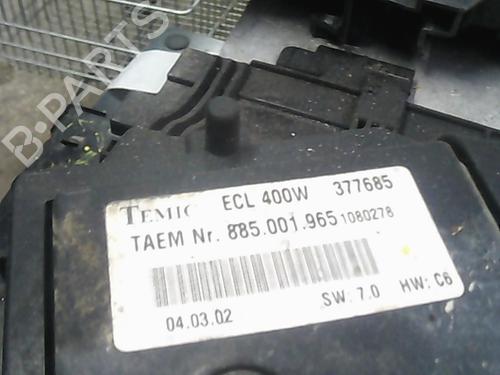 B-PARTS
TEMIC ECL 400W 377685
TAEM Nr. 885.001.965 1080278
04.03.02 SW: 7.0 HW: C6